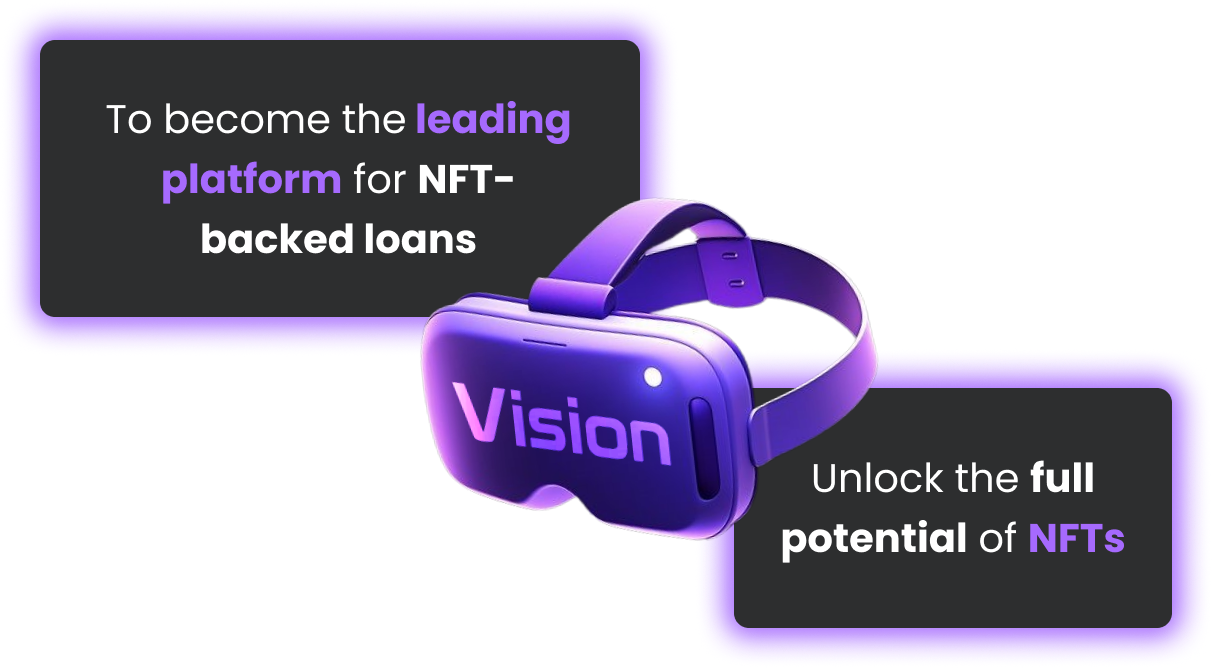 To become the leading
platform for NFT-
backed loans
Vision
Unlock the full
potential of NFTs